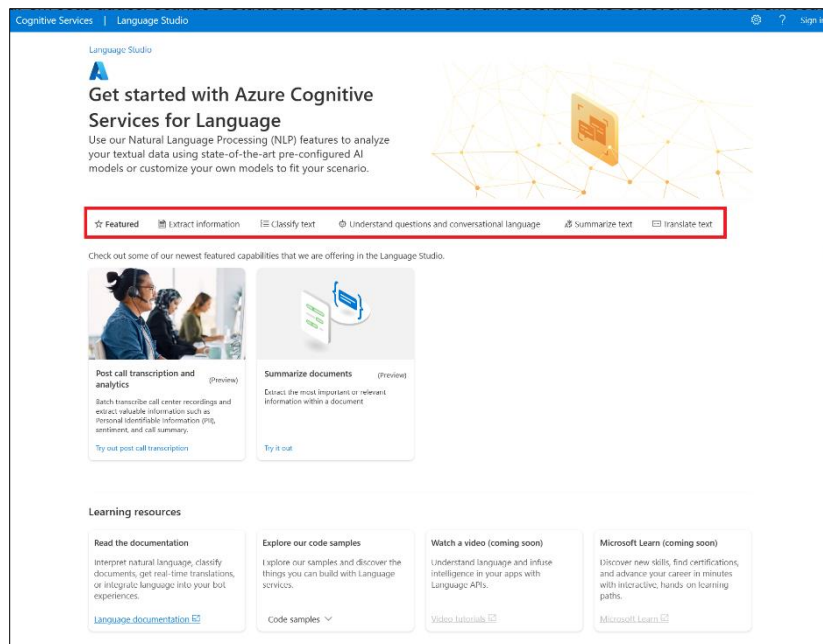 Cognitive Services | Language Studio ? Sign in
Language Studio
Get started with Azure Cognitive
Services for Language
Use our Natural Language Processing (NLP) features to analyze
your textual data using state-of-the-art pre-configured AI
models or customize your own models to fit your scenario.
Featured Extract information Classify text Understand questions and conversational language Summarize text Translate text
Check out some of our newest featured capabilities that we are offering in the Language Studio.
Post call transcription and
analytics
(Preview)
Batch transcribe call center recordings and
extract valuable information such as
Personal Identifiable Information (PII),
sentiment, and call summary.
Try out post call transcription
Summarize documents (Preview)
Extract the most important or relevant
information within a document
Try it out
Learning resources
Read the documentation
Interpret natural language, classify
documents, get real-time translations,
or integrate language into your bot
experiences.
Language documentation
Explore our code samples
Explore our samples and discover the
things you can build with Language
services.
Code samples
Watch a video (coming soon)
Understand language and infuse
intelligence in your apps with
Language APIs.
Video tutorials
Microsoft Learn (coming soon)
Discover new skills, find certifications,
and advance your career in minutes
with interactive, hands-on learning
paths.
Microsoft Learn